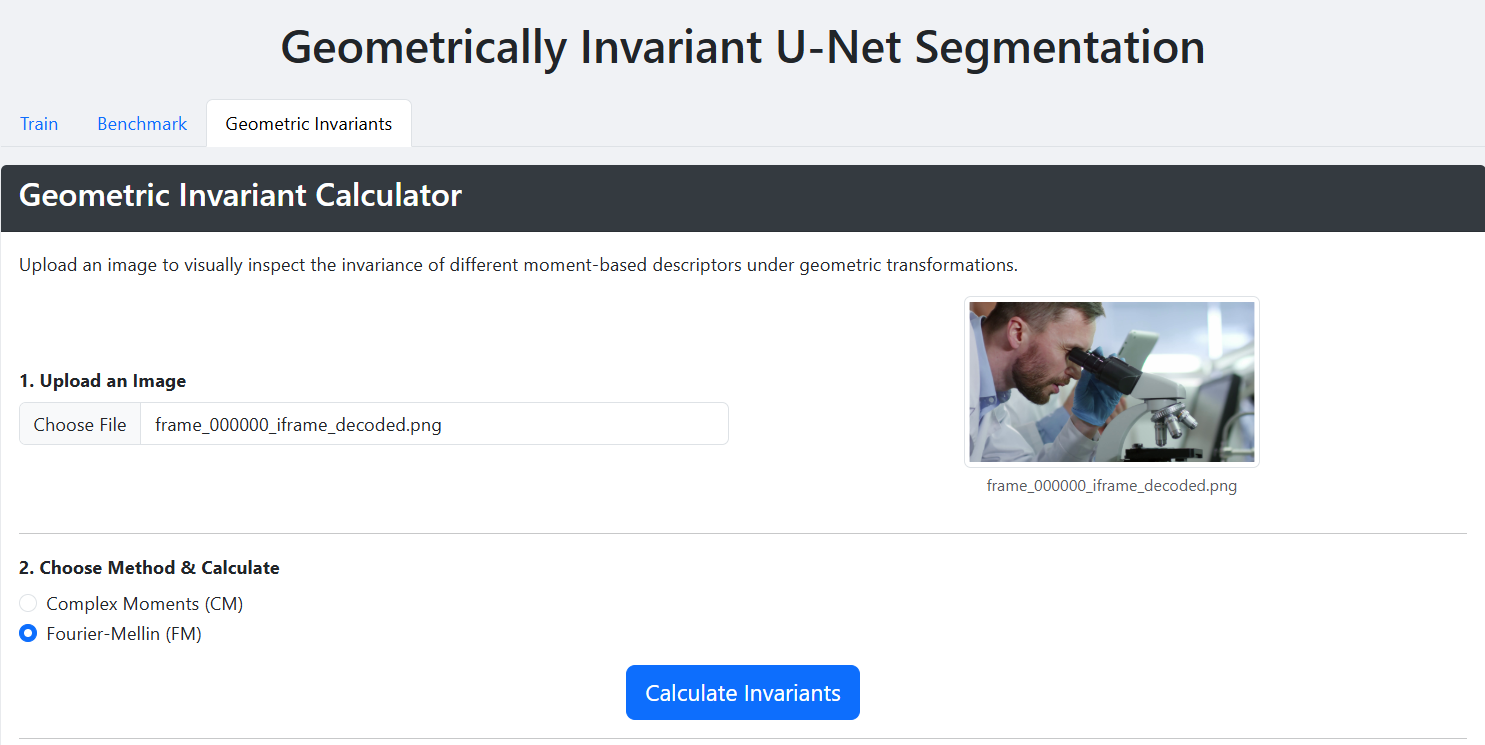 Geometrically Invariant U-Net Segmentation
Train Benchmark Geometric Invariants
Geometric Invariant Calculator
Upload an image to visually inspect the invariance of different moment-based descriptors under geometric transformations.
1. Upload an Image
Choose File frame_000000_iframe_decoded.png
frame_000000_iframe_decoded.png
2. Choose Method & Calculate
Complex Moments (CM)
Fourier-Mellin (FM)
Calculate Invariants